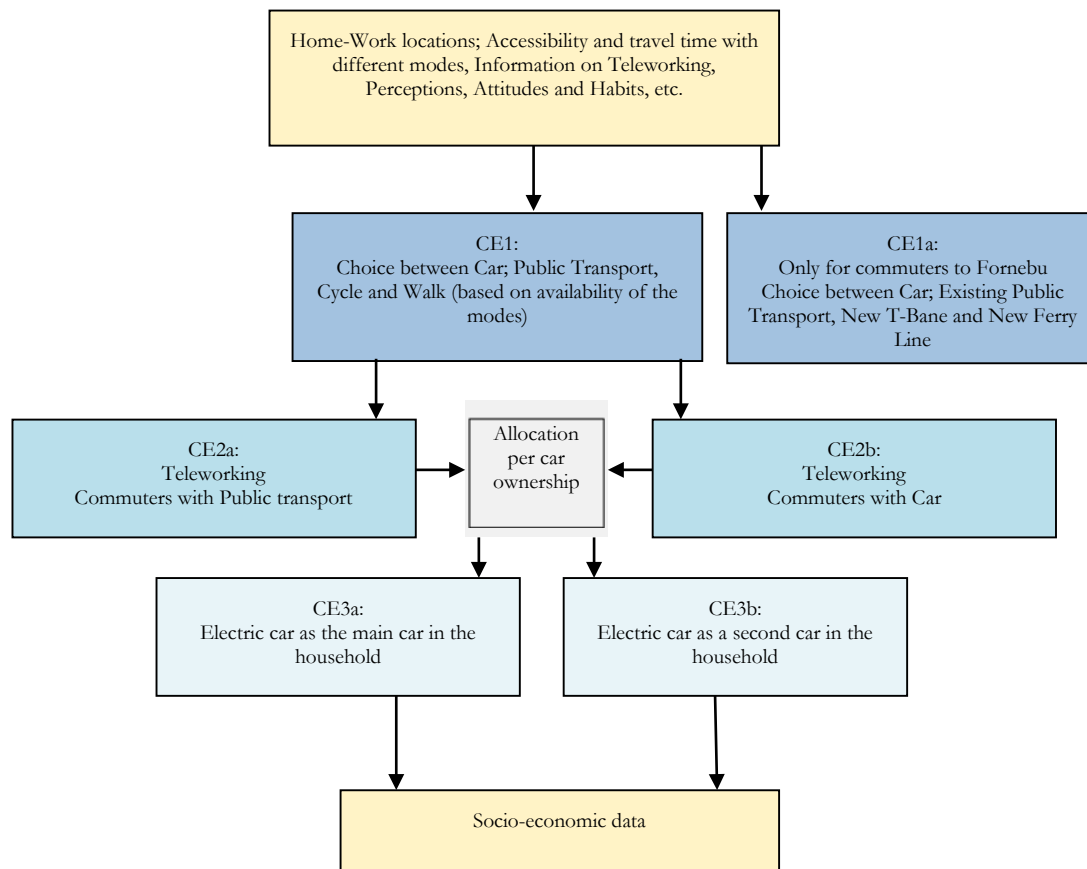 Home-Work locations; Accessibility and travel time with
different modes, Information on Teleworking,
Perceptions, Attitudes and Habits, etc.
CE1:
Choice between Car; Public Transport,
Cycle and Walk (based on availability of the
modes)
CE1a:
Only for commuters to Fornebu
Choice between Car; Existing Public
Transport, New T-Bane and New Ferry
Line
CE2a:
Teleworking
Commuters with Public transport
Allocation
per car
ownership
CE2b:
Teleworking
Commuters with Car
CE3a:
Electric car as the main car in the
household
CE3b:
Electric car as a second car in the
household
Socio-economic data